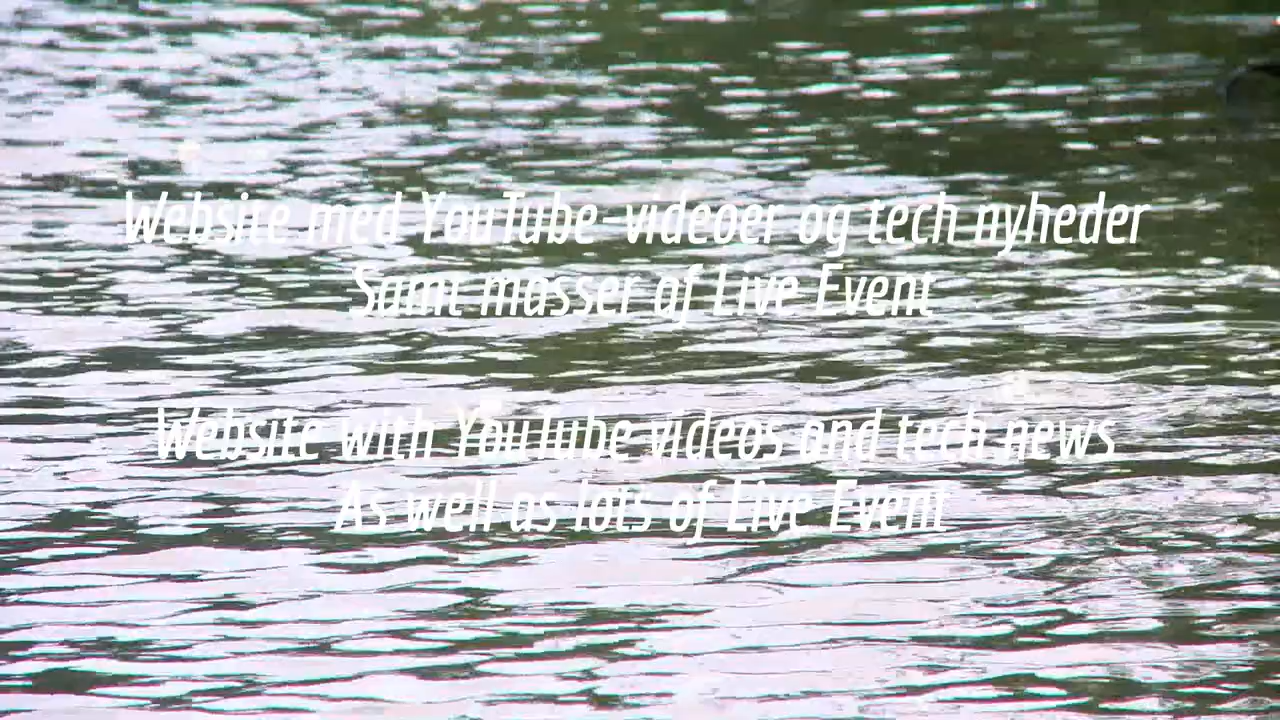 Website med YouTube-videoer og tech nyheder
Samt masser af Live Event
Website with YouTube videos and tech news
As well as lots of Live Event